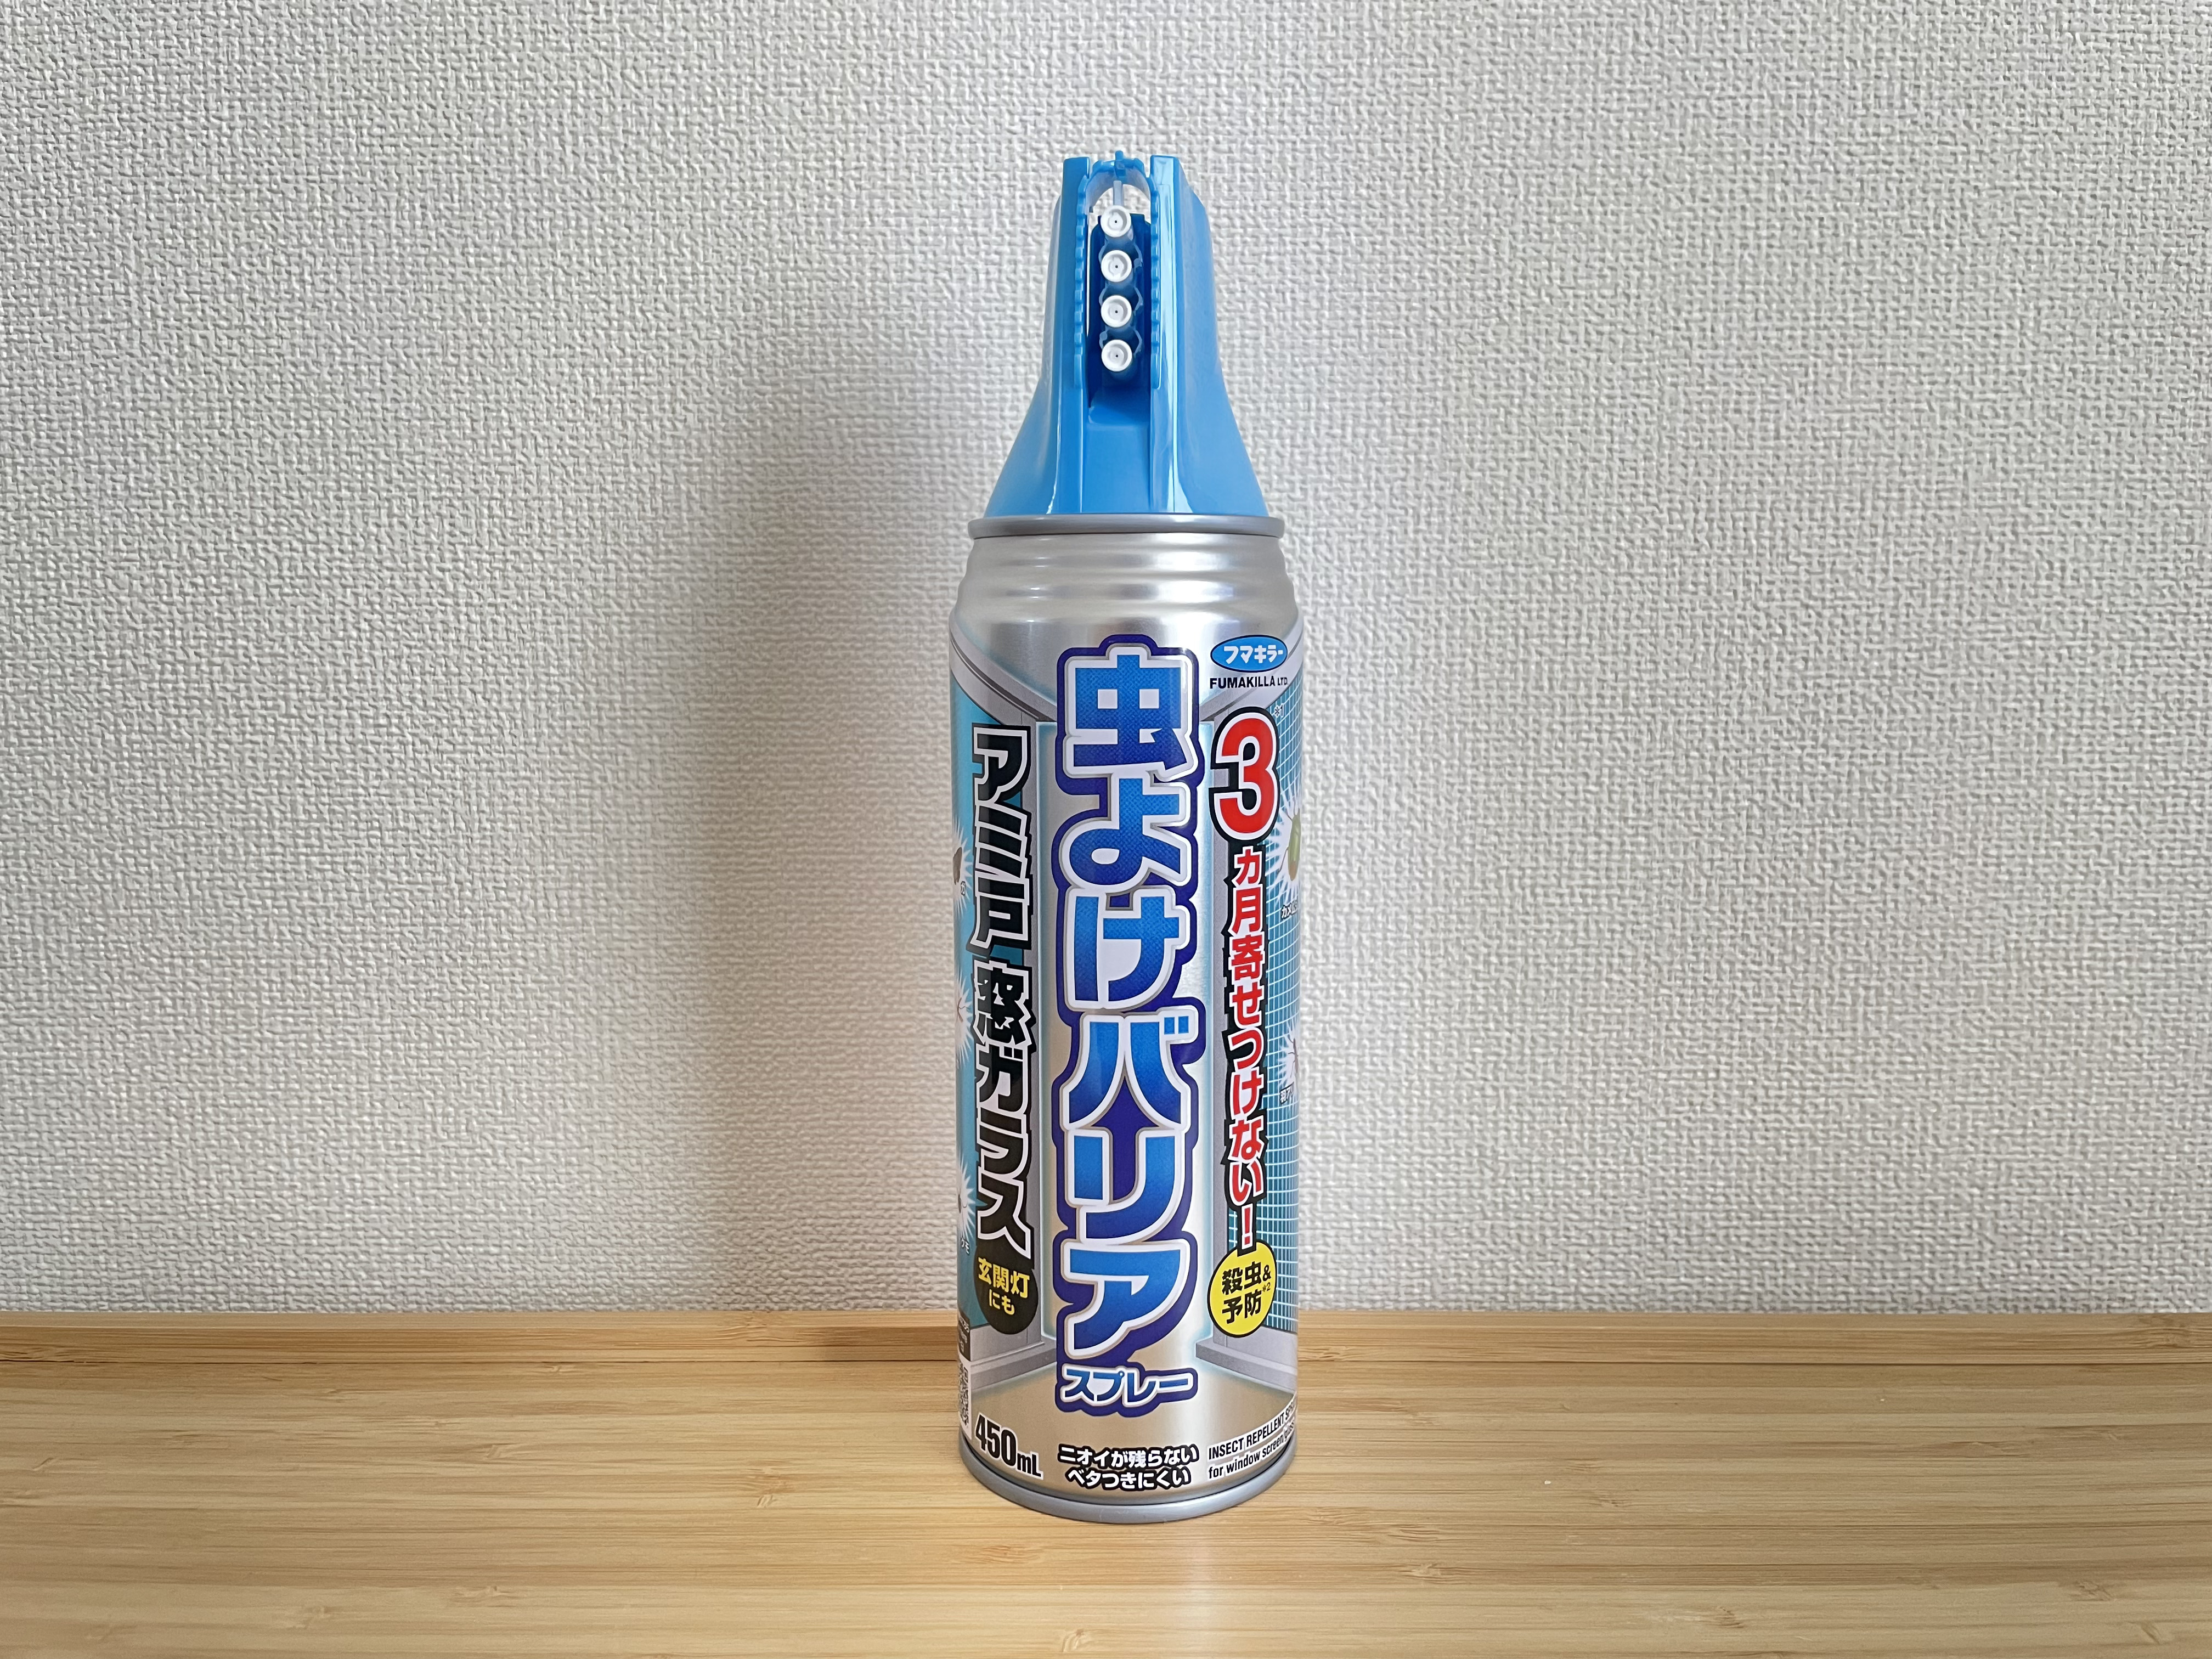 フマキラー
FUMAKILLA LTD
虫よけバリア
スプレー
3カ月寄せつけない!
殺虫&
予防※2
アミ戸 窓ガラス
玄関灯
にも
450mL
ニオイが残らない
ベタつきにくい
INSECT REPELLENT
for window screen